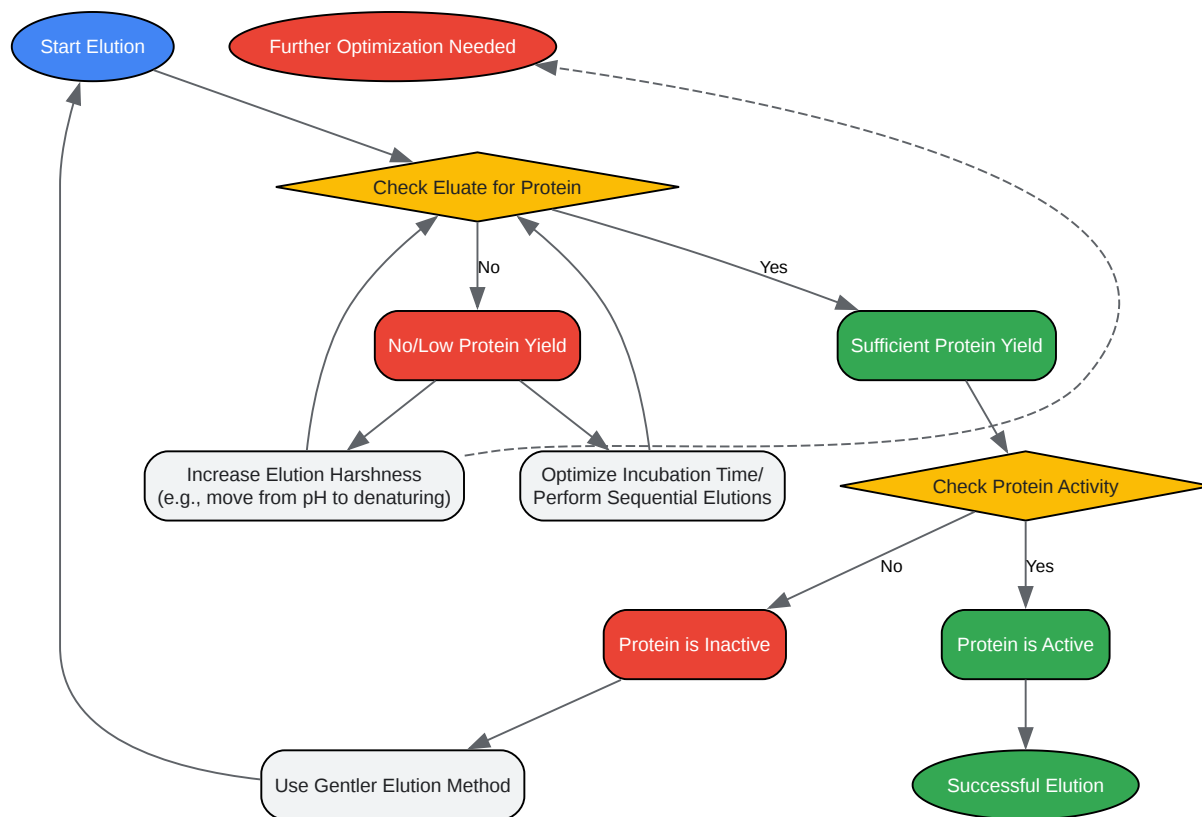 Start Elution
Further Optimization Needed
Check Eluate for Protein
No
Yes
No/Low Protein Yield
Sufficient Protein Yield
Increase Elution Harshness
(e.g., move from pH to denaturing)
Optimize Incubation Time/
Perform Sequential Elutions
Check Protein Activity
No
Yes
Protein is Inactive
Protein is Active
Use Gentler Elution Method
Successful Elution